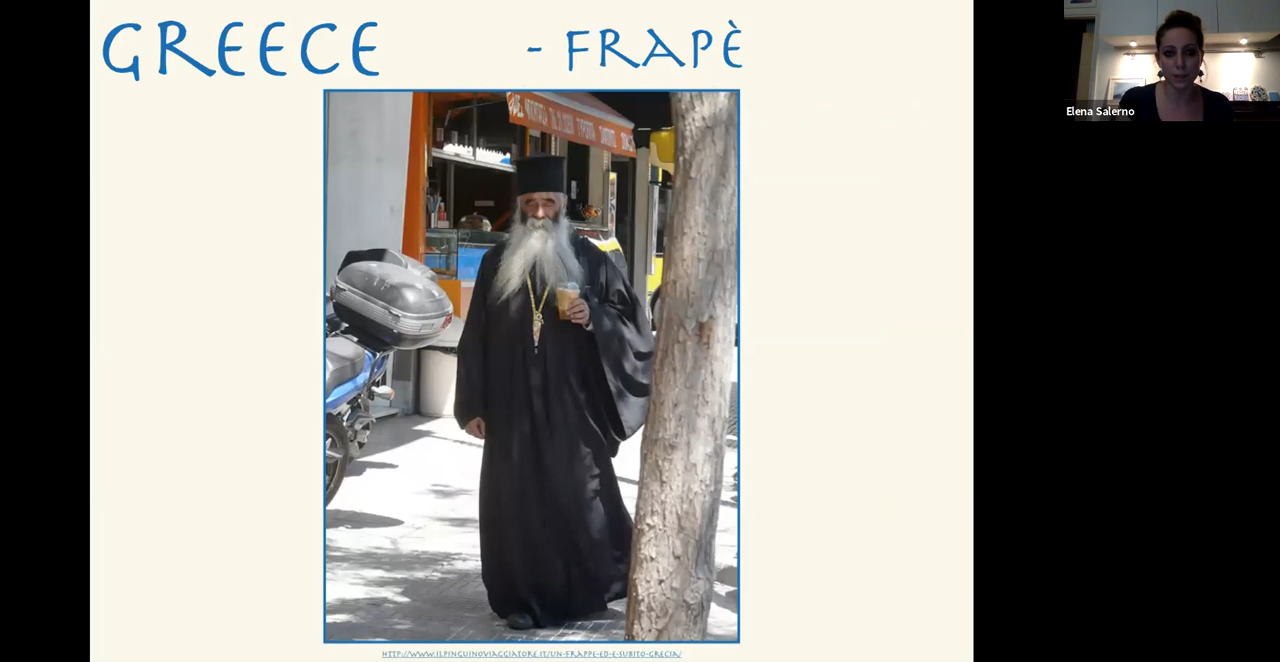 GREECE - FRAPÈ
Elena Salerno
HTTP://WWW.ILPINGUINOVIAGGIATORE.IT/UN-FRAPPE-ED-E-SUBITO-GRECIA/